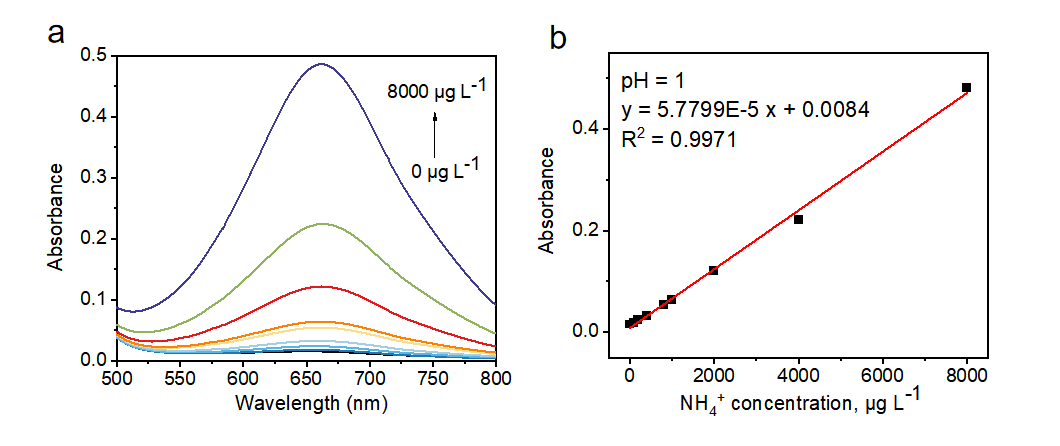 a
0.5
0.4
0.3
0.2
0.1
0.0
Absorbance
8000 µg L⁻¹
0 µg L⁻¹
500 550 600 650 700 750 800
Wavelength (nm)
b
pH = 1
y = 5.7799E-5 x + 0.0084
R² = 0.9971
0.4
0.2
0.0
Absorbance
0 2000 4000 6000 8000
NH₄⁺ concentration, µg L⁻¹